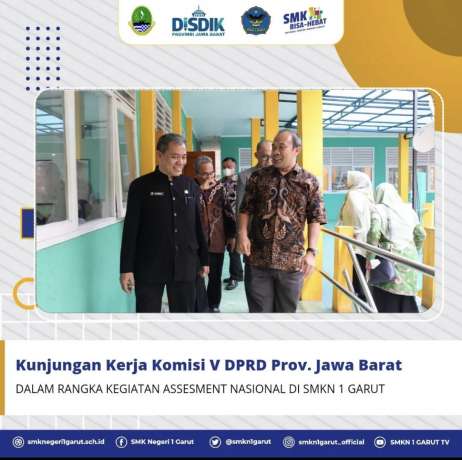 DISDIK
PROVINSI JAWA BARAT
SMK
BISA-HEBAT
Kunjungan Kerja Komisi V DPRD Prov. Jawa Barat
DALAM RANGKA KEGIATAN ASSESMENT NASIONAL DI SMKN 1 GARUT
smknegeri1garut.sch.id
SMK Negeri 1 Garut
@smkn1garut
smkn1garut_official
SMKN 1 GARUT TV